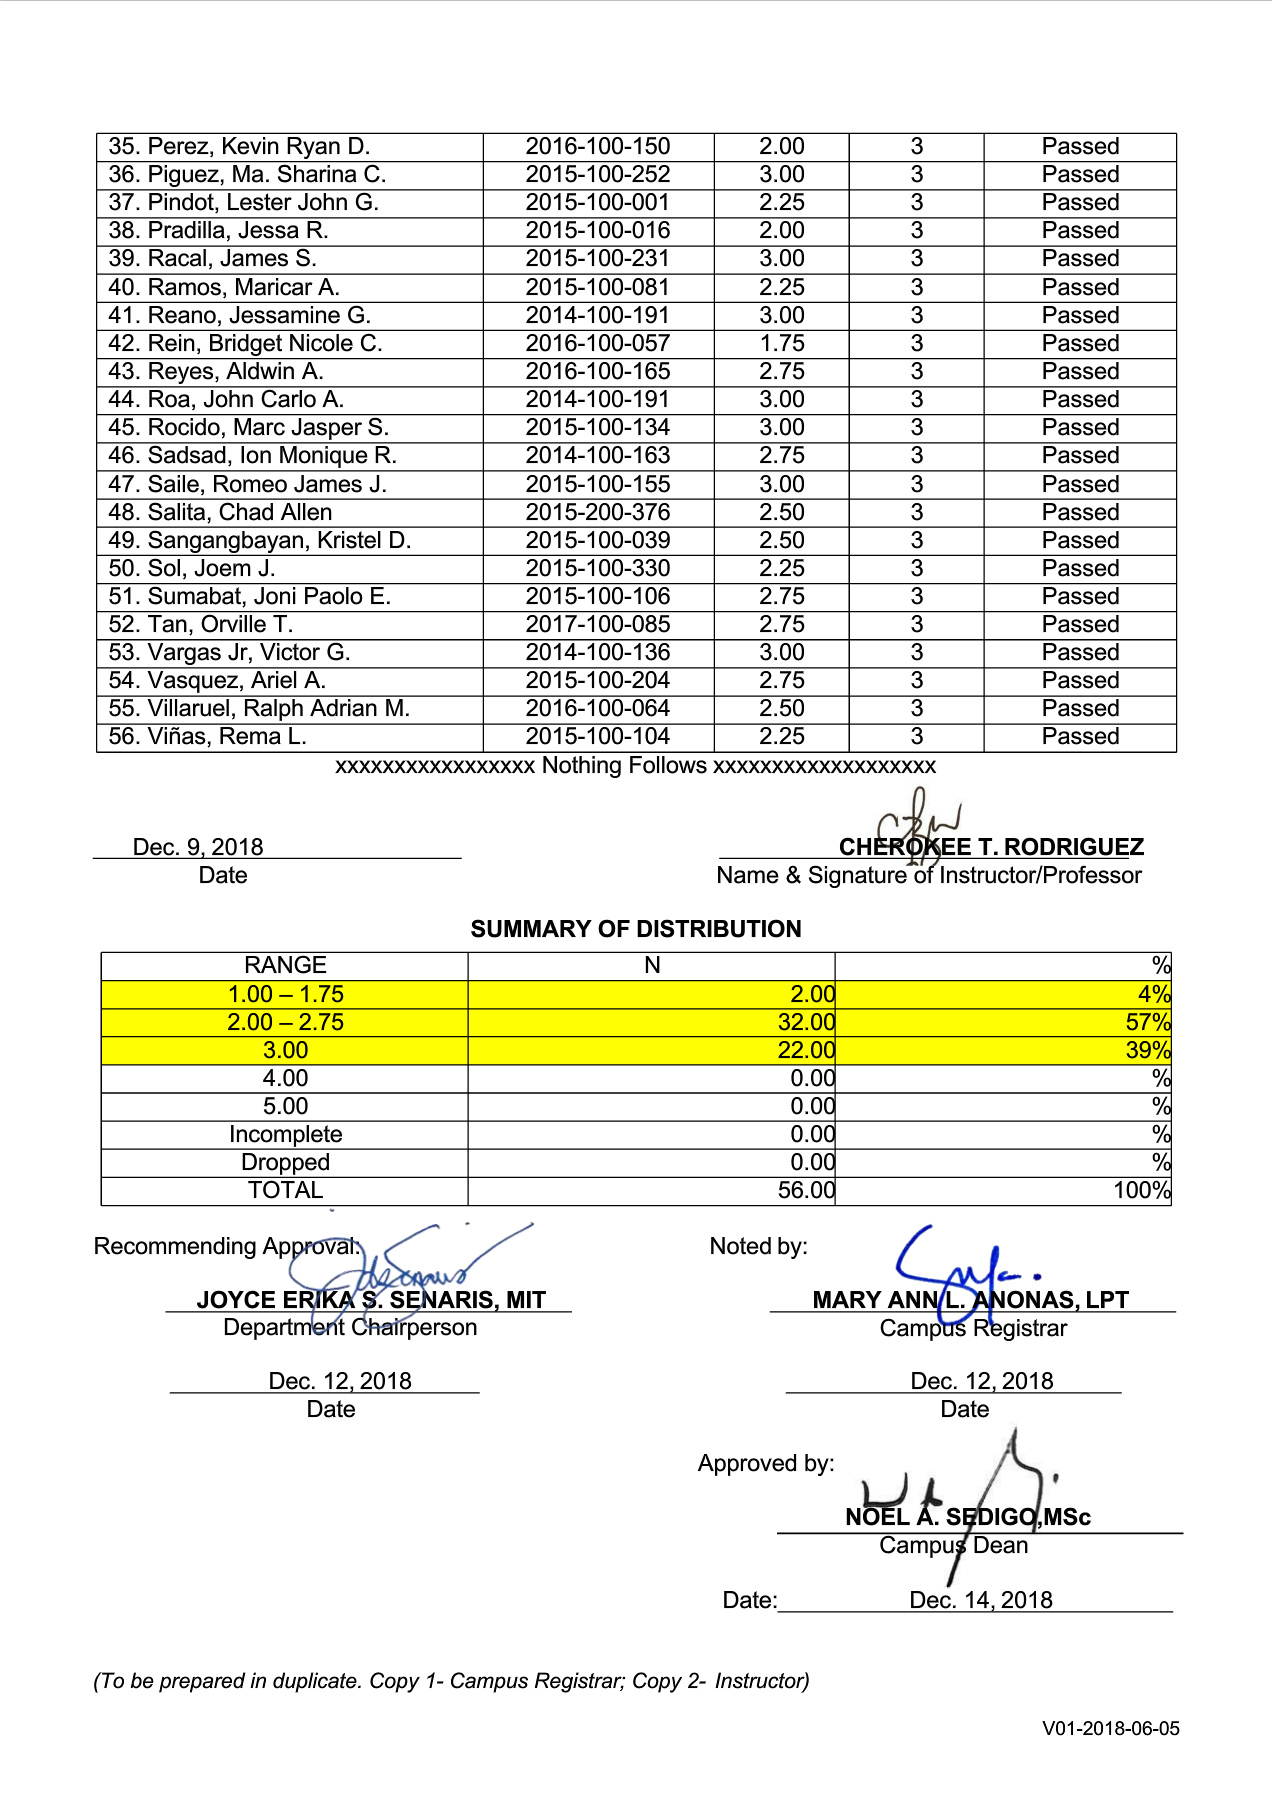 35. Perez, Kevin Ryan D. 2016-100-150 2.00 3 Passed
36. Piguez, Ma. Sharina C. 2015-100-252 3.00 3 Passed
37. Pindot, Lester John G. 2015-100-001 2.25 3 Passed
38. Pradilla, Jessa R. 2015-100-016 2.00 3 Passed
39. Racal, James S. 2015-100-231 3.00 3 Passed
40. Ramos, Maricar A. 2015-100-081 2.25 3 Passed
41. Reano, Jessamine G. 2014-100-191 3.00 3 Passed
42. Rein, Bridget Nicole C. 2016-100-057 1.75 3 Passed
43. Reyes, Aldwin A. 2016-100-165 2.75 3 Passed
44. Roa, John Carlo A. 2014-100-191 3.00 3 Passed
45. Rocido, Marc Jasper S. 2015-100-134 3.00 3 Passed
46. Sadsad, Ion Monique R. 2014-100-163 2.75 3 Passed
47. Saile, Romeo James J. 2015-100-155 3.00 3 Passed
48. Salita, Chad Allen 2015-200-376 2.50 3 Passed
49. Sangangbayan, Kristel D. 2015-100-039 2.50 3 Passed
50. Sol, Joem J. 2015-100-330 2.25 3 Passed
51. Sumabat, Joni Paolo E. 2015-100-106 2.75 3 Passed
52. Tan, Orville T. 2017-100-085 2.75 3 Passed
53. Vargas Jr, Victor G. 2014-100-136 3.00 3 Passed
54. Vasquez, Ariel A. 2015-100-204 2.75 3 Passed
55. Villaruel, Ralph Adrian M. 2016-100-064 2.50 3 Passed
56. Viñas, Rema L. 2015-100-104 2.25 3 Passed
xxxxxxxxxxxxxxxxx Nothing Follows xxxxxxxxxxxxxxxxxxx
Dec. 9, 2018 CHEROKEE T. RODRIGUEZ
Date Name & Signature of Instructor/Professor
SUMMARY OF DISTRIBUTION
RANGE N %
1.00 – 1.75 2.00 4%
2.00 – 2.75 32.00 57%
3.00 22.00 39%
4.00 0.00 %
5.00 0.00 %
Incomplete 0.00 %
Dropped 0.00 %
TOTAL 56.00 100%
Recommending Approval: Noted by:
JOYCE ERIKA S. SENARIS, MIT MARY ANN L. ANONAS, LPT
Department Chairperson Campus Registrar
Dec. 12, 2018 Dec. 12, 2018
Date Date
Approved by:
NOEL A. SEDIGO,MSc
Campus Dean
Date: Dec. 14, 2018
(To be prepared in duplicate. Copy 1- Campus Registrar; Copy 2- Instructor)
V01-2018-06-05